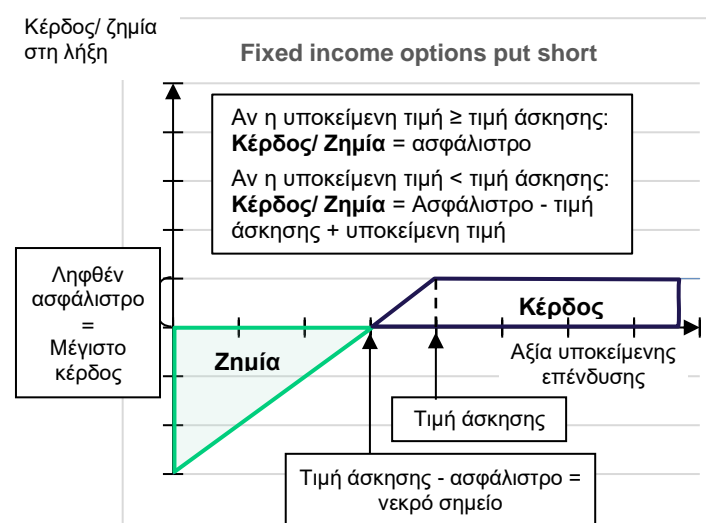 Κέρδος/ ζημία
στη λήξη
Fixed income options put short
Αν η υποκείμενη τιμή ≥ τιμή άσκησης:
Κέρδος/ Ζημία = ασφάλιστρο
Αν η υποκείμενη τιμή < τιμή άσκησης:
Κέρδος/ Ζημία = Ασφάλιστρο - τιμή
άσκησης + υποκείμενη τιμή
Ληφθέν
ασφάλιστρο
=
Μέγιστο
κέρδος
Κέρδος
Ζημία
Αξία υποκείμενης
επένδυσης
Τιμή άσκησης
Τιμή άσκησης - ασφάλιστρο =
νεκρό σημείο